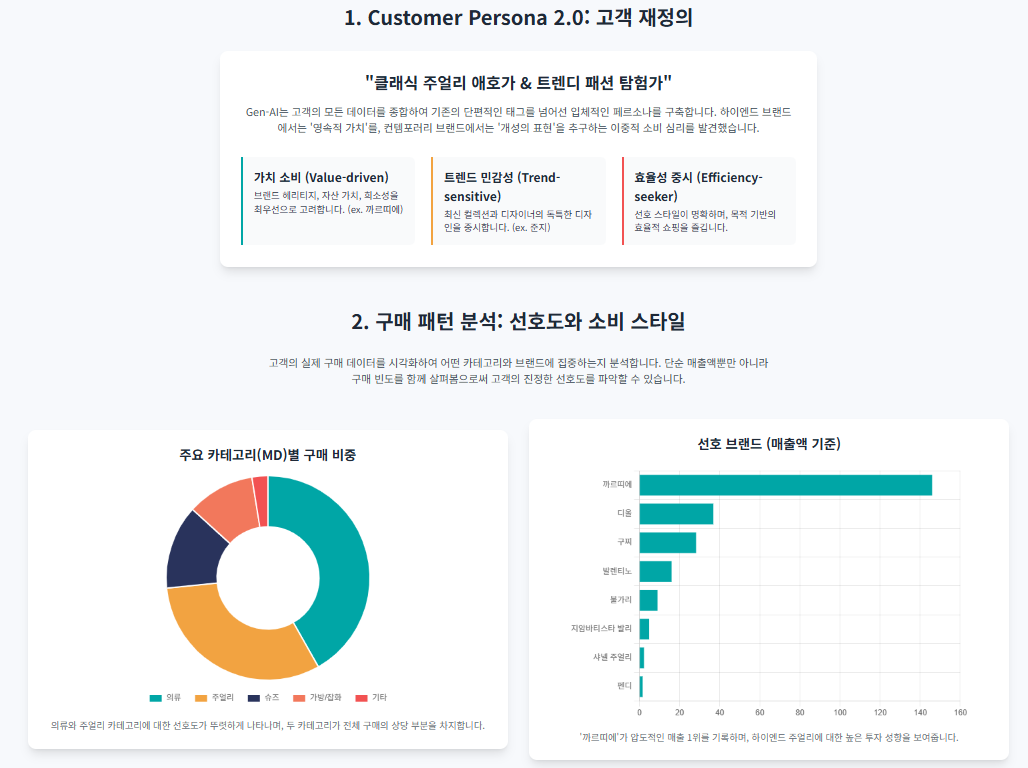 1. Customer Persona 2.0: 고객 재정의
"클래식 주얼리 애호가 & 트렌디 패션 탐험가"
Gen-AI는 고객의 모든 데이터를 종합하여 기존의 단편적인 태그를 넘어선 입체적인 페르소나를 구축합니다. 하이엔드 브랜드
에서는 '영속적 가치'를, 컨템포러리 브랜드에서는 '개성의 표현'을 추구하는 이중적 소비 심리를 발견했습니다.
가치 소비 (Value-driven)
브랜드 헤리티지, 자산 가치, 희소성을
최우선으로 고려합니다. (ex. 까르띠에)
트렌드 민감성 (Trend-
sensitive)
최신 컬렉션과 디자이너의 독특한 디자
인을 중시합니다. (ex. 준지)
효율성 중시 (Efficiency-
seeker)
선호 스타일이 명확하며, 목적 기반의
효율적 쇼핑을 즐깁니다.
2. 구매 패턴 분석: 선호도와 소비 스타일
고객의 실제 구매 데이터를 시각화하여 어떤 카테고리와 브랜드에 집중하는지 분석합니다. 단순 매출액뿐만 아니라
구매 빈도를 함께 살펴봄으로써 고객의 진정한 선호도를 파악할 수 있습니다.
주요 카테고리(MD)별 구매 비중
의류 주얼리 슈즈 가방/잡화 기타
의류와 주얼리 카테고리에 대한 선호도가 뚜렷하게 나타나며, 두 카테고리가 전체 구매의 상당 부분을 차지합니다.
선호 브랜드 (매출액 기준)
까르띠에
디올
구찌
발렌티노
불가리
지암바티스타 발리
샤넬 주얼리
펜디
0 20 40 60 80 100 120 140 160
'까르띠에'가 압도적인 매출 1위를 기록하며, 하이엔드 주얼리에 대한 높은 투자 성향을 보여줍니다.